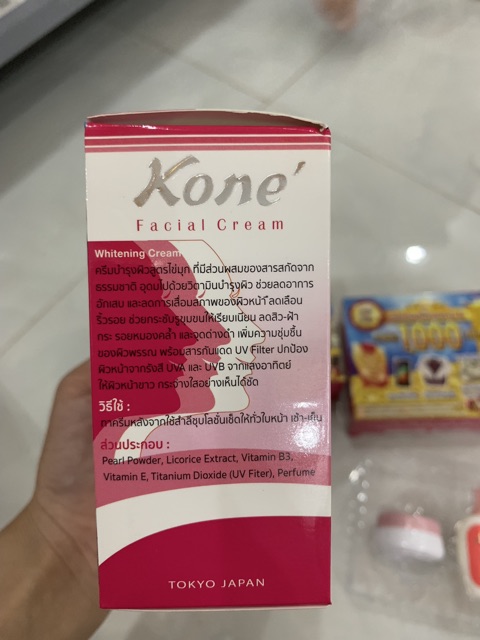 Kone'
Facial Cream
Whitening Cream
ครีมบำรุงผิวสูตรไข่มุก ที่มีส่วนผสมของสารสกัดจาก
ธรรมชาติ อุดมไปด้วยวิตามินบำรุงผิว ช่วยลดอาการ
อักเสบ และลดการเสื่อมสภาพของผิวหน้า ลดเลือน
ริ้วรอย ช่วยกระชับรูขุมขนให้เรียบเนียน ลดสิว-ฝ้า
กระ รอยหมองคล้ำ และจุดด่างดำ เพิ่มความชุ่มชื้น
ของผิวพรรณ พร้อมสารกันแดด UV Filter ปกป้อง
ผิวหน้าจากรังสี UVA และ UVB จากแสงอาทิตย์
ให้ผิวหน้าขาว กระจ่างใสอย่างเห็นได้ชัด
วิธีใช้ :
ทาครีมหลังจากใช้สำลีชุบโลชั่นเช็ดให้ทั่วใบหน้า เช้า-เย็น
ส่วนประกอบ :
Pearl Powder, Licorice Extract, Vitamin B3,
Vitamin E, Titanium Dioxide (UV Fiter), Perfume
TOKYO JAPAN
1000